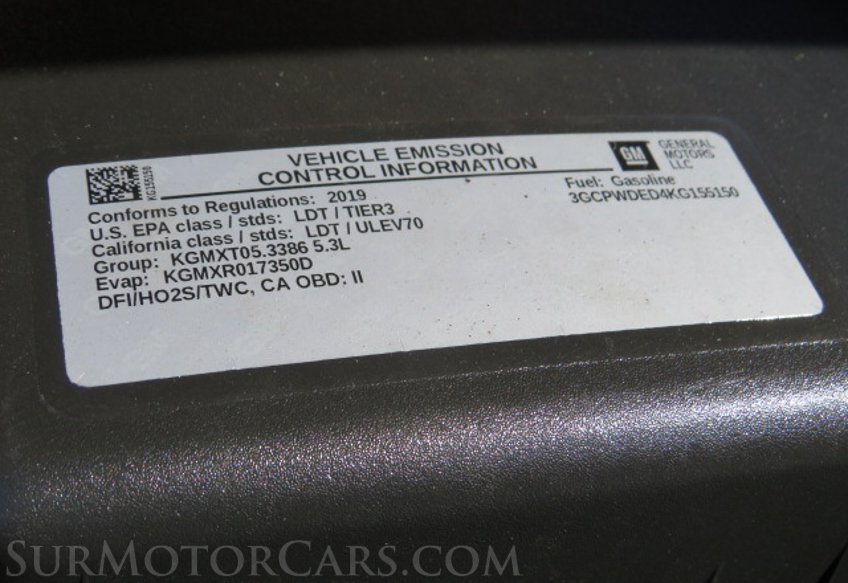 VEHICLE EMISSION
CONTROL INFORMATION
GM GENERAL
MOTORS
LLC
KG155150
Conforms to Regulations: 2019
U.S. EPA class / stds: LDT / TIER3
California class / stds: LDT / ULEV70
Group: KGMXT05.3386 5.3L
Evap: KGMXR017350D
DFI/HO2S/TWC, CA OBD: II
Fuel: Gasoline
3GCPWDED4KG155150
SURMOTORCARS.COM